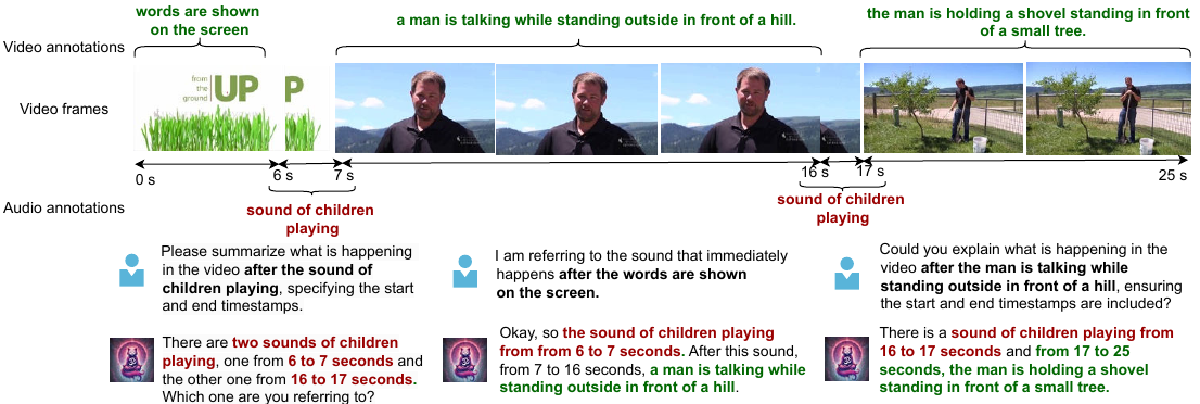 words are shown
on the screen
a man is talking while standing outside in front of a hill.
the man is holding a shovel standing in front
of a small tree.
Video annotations
Video frames
from
the
ground
UP
P
0 s
6 s
7 s
16 s
17 s
25 s
Audio annotations
sound of children
playing
sound of children
playing
Please summarize what is happening
in the video after the sound of
children playing, specifying the start
and end timestamps.
I am referring to the sound that immediately
happens after the words are shown
on the screen.
Could you explain what is happening in the
video after the man is talking while
standing outside in front of a hill, ensuring
the start and end timestamps are included?
There are two sounds of children
playing, one from 6 to 7 seconds and
the other one from 16 to 17 seconds.
Which one are you referring to?
Okay, so the sound of children playing
from from 6 to 7 seconds. After this sound,
from 7 to 16 seconds, a man is talking while
standing outside in front of a hill.
There is a sound of children playing from
16 to 17 seconds and from 17 to 25
seconds, the man is holding a shovel
standing in front of a small tree.